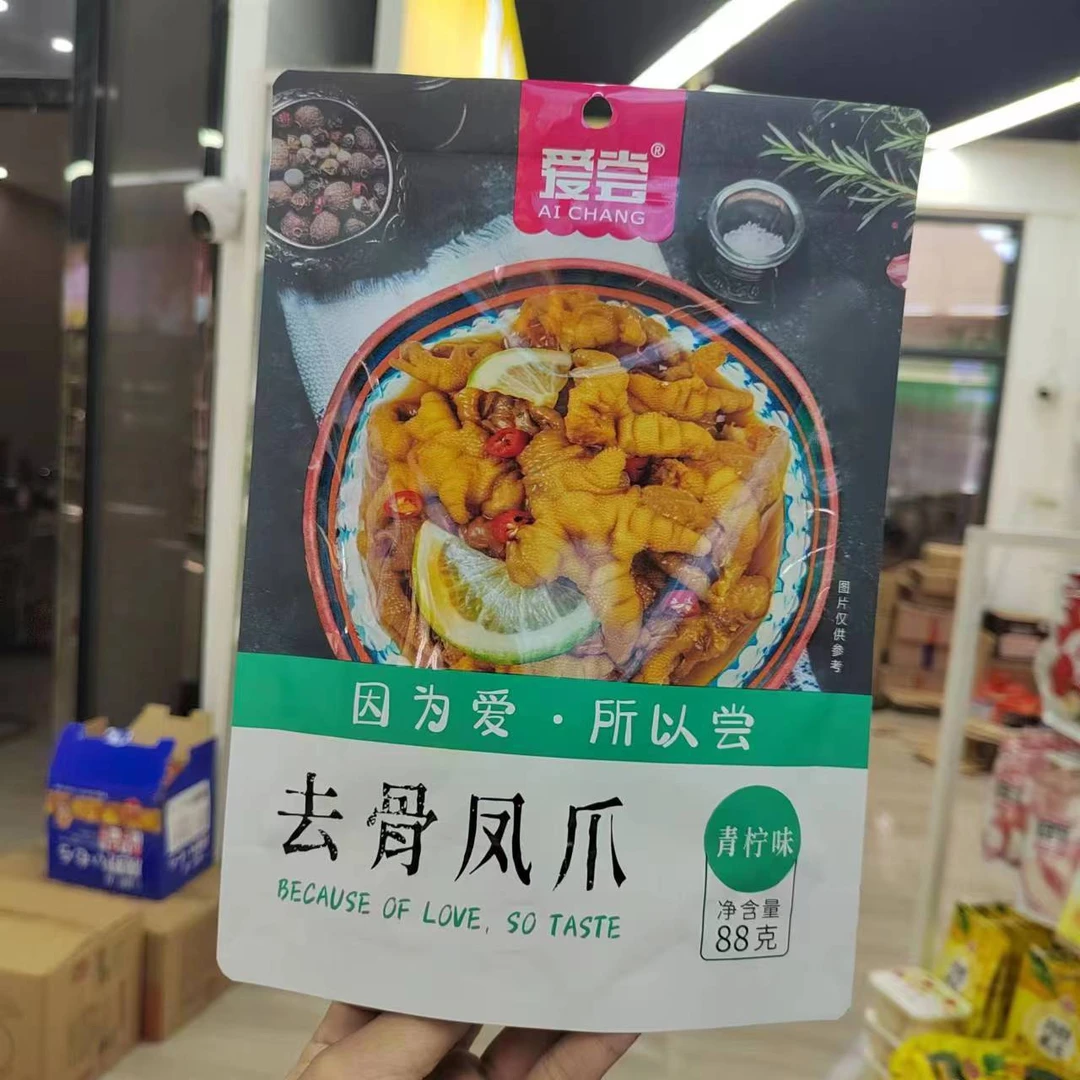 爱尝®
AI CHANG
图片仅供参考
因为爱·所以尝
去骨凤爪
BECAUSE OF LOVE, SO TASTE
青柠味
净含量
88克